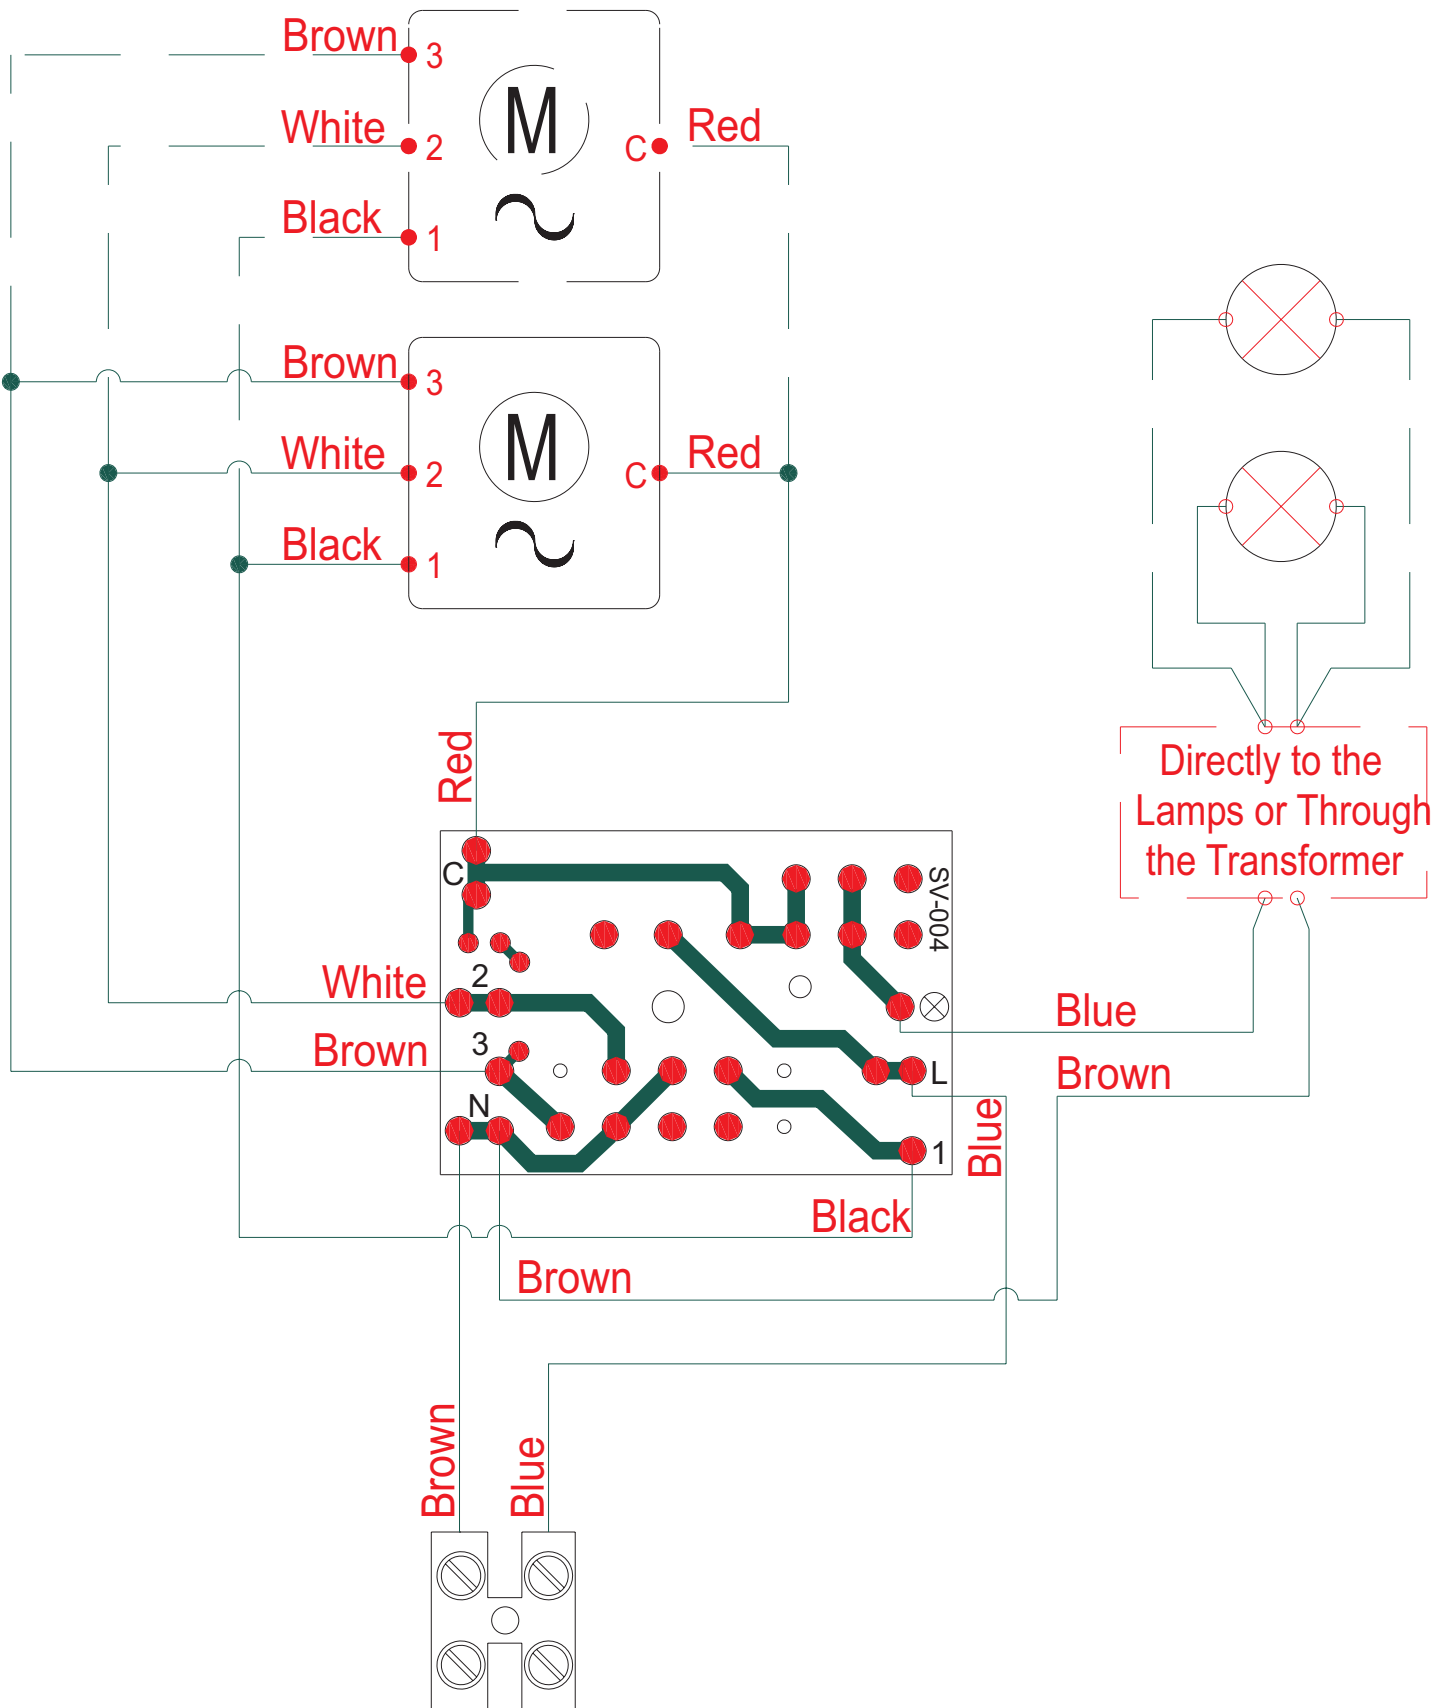 Brown
3
White
2
C
Red
Black
1
M
Brown
3
White
2
C
Red
Black
1
M
Directly to the
Lamps or Through
the Transformer
Red
C
SV-004
2
White
3
Brown
N
L
1
Blue
Brown
Blue
Black
Brown
Brown
Blue